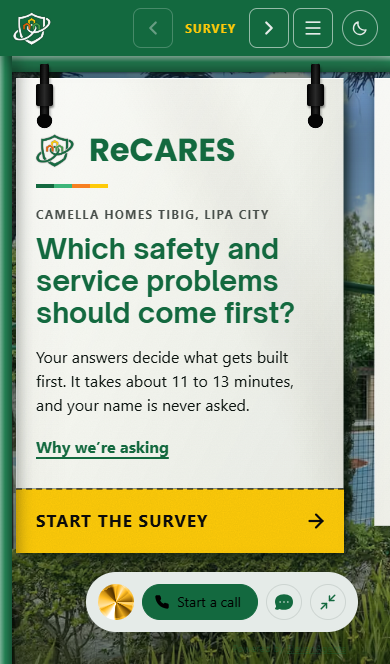 SURVEY
ReCARES
CAMELLA HOMES TIBIG, LIPA CITY
Which safety and
service problems
should come first?
Your answers decide what gets built
first. It takes about 11 to 13 minutes,
and your name is never asked.
Why we're asking
START THE SURVEY
Start a call